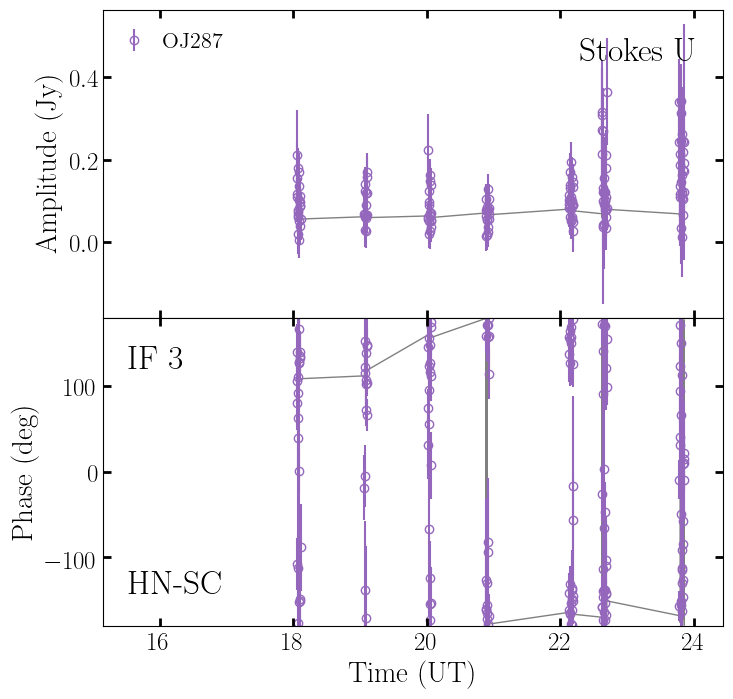 OJ287
Stokes U
0.4
0.2
0.0
Amplitude (Jy)
IF 3
100
0
−100
Phase (deg)
HN-SC
16 18 20 22 24
Time (UT)